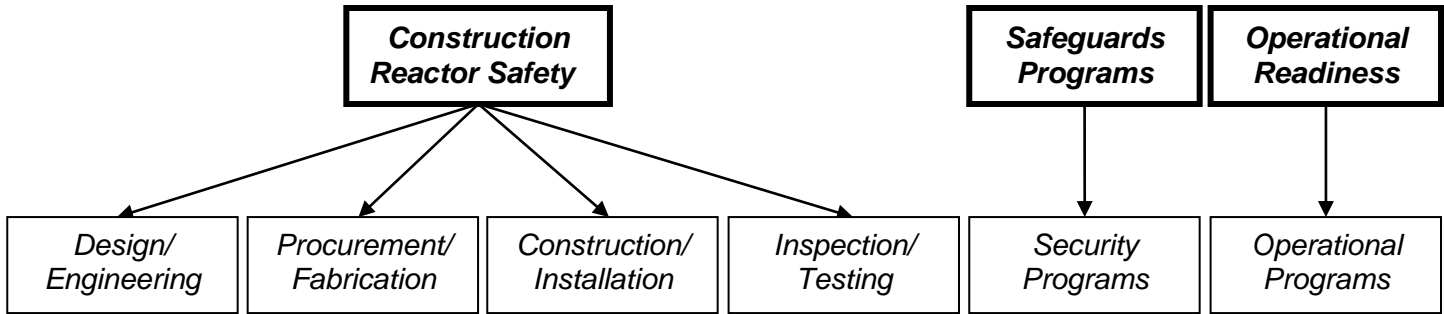 Construction
Reactor Safety
Safeguards
Programs
Operational
Readiness
Design/
Engineering
Procurement/
Fabrication
Construction/
Installation
Inspection/
Testing
Security
Programs
Operational
Programs